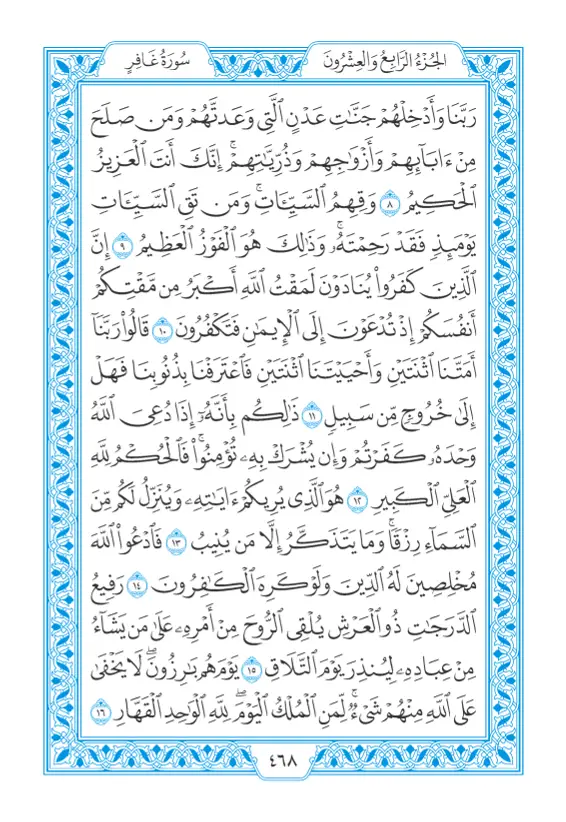 الجُزْءُ الرَّابِعُ وَالعِشْرُونَ
سُورَةُ غَافِرٍ
رَبَّنَا وَأَدۡخِلۡهُمۡ جَنَّٰتِ عَدۡنٍ ٱلَّتِي وَعَدتَّهُمۡ وَمَن صَلَحَ
مِنۡ ءَابَآئِهِمۡ وَأَزۡوَٰجِهِمۡ وَذُرِّيَّٰتِهِمۡۚ إِنَّكَ أَنتَ ٱلۡعَزِيزُ
ٱلۡحَكِيمُ ٨ وَقِهِمُ ٱلسَّيِّـَٔاتِۚ وَمَن تَقِ ٱلسَّيِّـَٔاتِ
يَوۡمَئِذٖ فَقَدۡ رَحِمۡتَهُۥۚ وَذَٰلِكَ هُوَ ٱلۡفَوۡزُ ٱلۡعَظِيمُ ٩ إِنَّ
ٱلَّذِينَ كَفَرُواْ يُنَادَوۡنَ لَمَقۡتُ ٱللَّهِ أَكۡبَرُ مِن مَّقۡتِكُمۡ
أَنفُسَكُمۡ إِذۡ تُدۡعَوۡنَ إِلَى ٱلۡإِيمَٰنِ فَتَكۡفُرُونَ ١٠ قَالُواْ رَبَّنَآ
أَمَتَّنَا ٱثۡنَتَيۡنِ وَأَحۡيَيۡتَنَا ٱثۡنَتَيۡنِ فَٱعۡتَرَفۡنَا بِذُنُوبِنَا فَهَلۡ
إِلَىٰ خُرُوجٖ مِّن سَبِيلٖ ١١ ذَٰلِكُم بِأَنَّهُۥٓ إِذَا دُعِيَ ٱللَّهُ
وَحۡدَهُۥ كَفَرۡتُمۡ وَإِن يُشۡرَكۡ بِهِۦ تُؤۡمِنُواْۚ فَٱلۡحُكۡمُ لِلَّهِ
ٱلۡعَلِيِّ ٱلۡكَبِيرِ ١٢ هُوَ ٱلَّذِي يُرِيكُمۡ ءَايَٰتِهِۦ وَيُنَزِّلُ لَكُم مِّنَ
ٱلسَّمَآءِ رِزۡقٗاۚ وَمَا يَتَذَكَّرُ إِلَّا مَن يُنِيبُ ١٣ فَٱدۡعُواْ ٱللَّهَ
مُخۡلِصِينَ لَهُ ٱلدِّينَ وَلَوۡ كَرِهَ ٱلۡكَٰفِرُونَ ١٤ رَفِيعُ
ٱلدَّرَجَٰتِ ذُو ٱلۡعَرۡشِ يُلۡقِي ٱلرُّوحَ مِنۡ أَمۡرِهِۦ عَلَىٰ مَن يَشَآءُ
مِنۡ عِبَادِهِۦ لِيُنذِرَ يَوۡمَ ٱلتَّلَاقِ ١٥ يَوۡمَ هُم بَٰرِزُونَۖ لَا يَخۡفَىٰ
عَلَى ٱللَّهِ مِنۡهُمۡ شَيۡءٞۚ لِّمَنِ ٱلۡمُلۡكُ ٱلۡيَوۡمَۖ لِلَّهِ ٱلۡوَٰحِدِ ٱلۡقَهَّارِ ١٦
٤٦٨